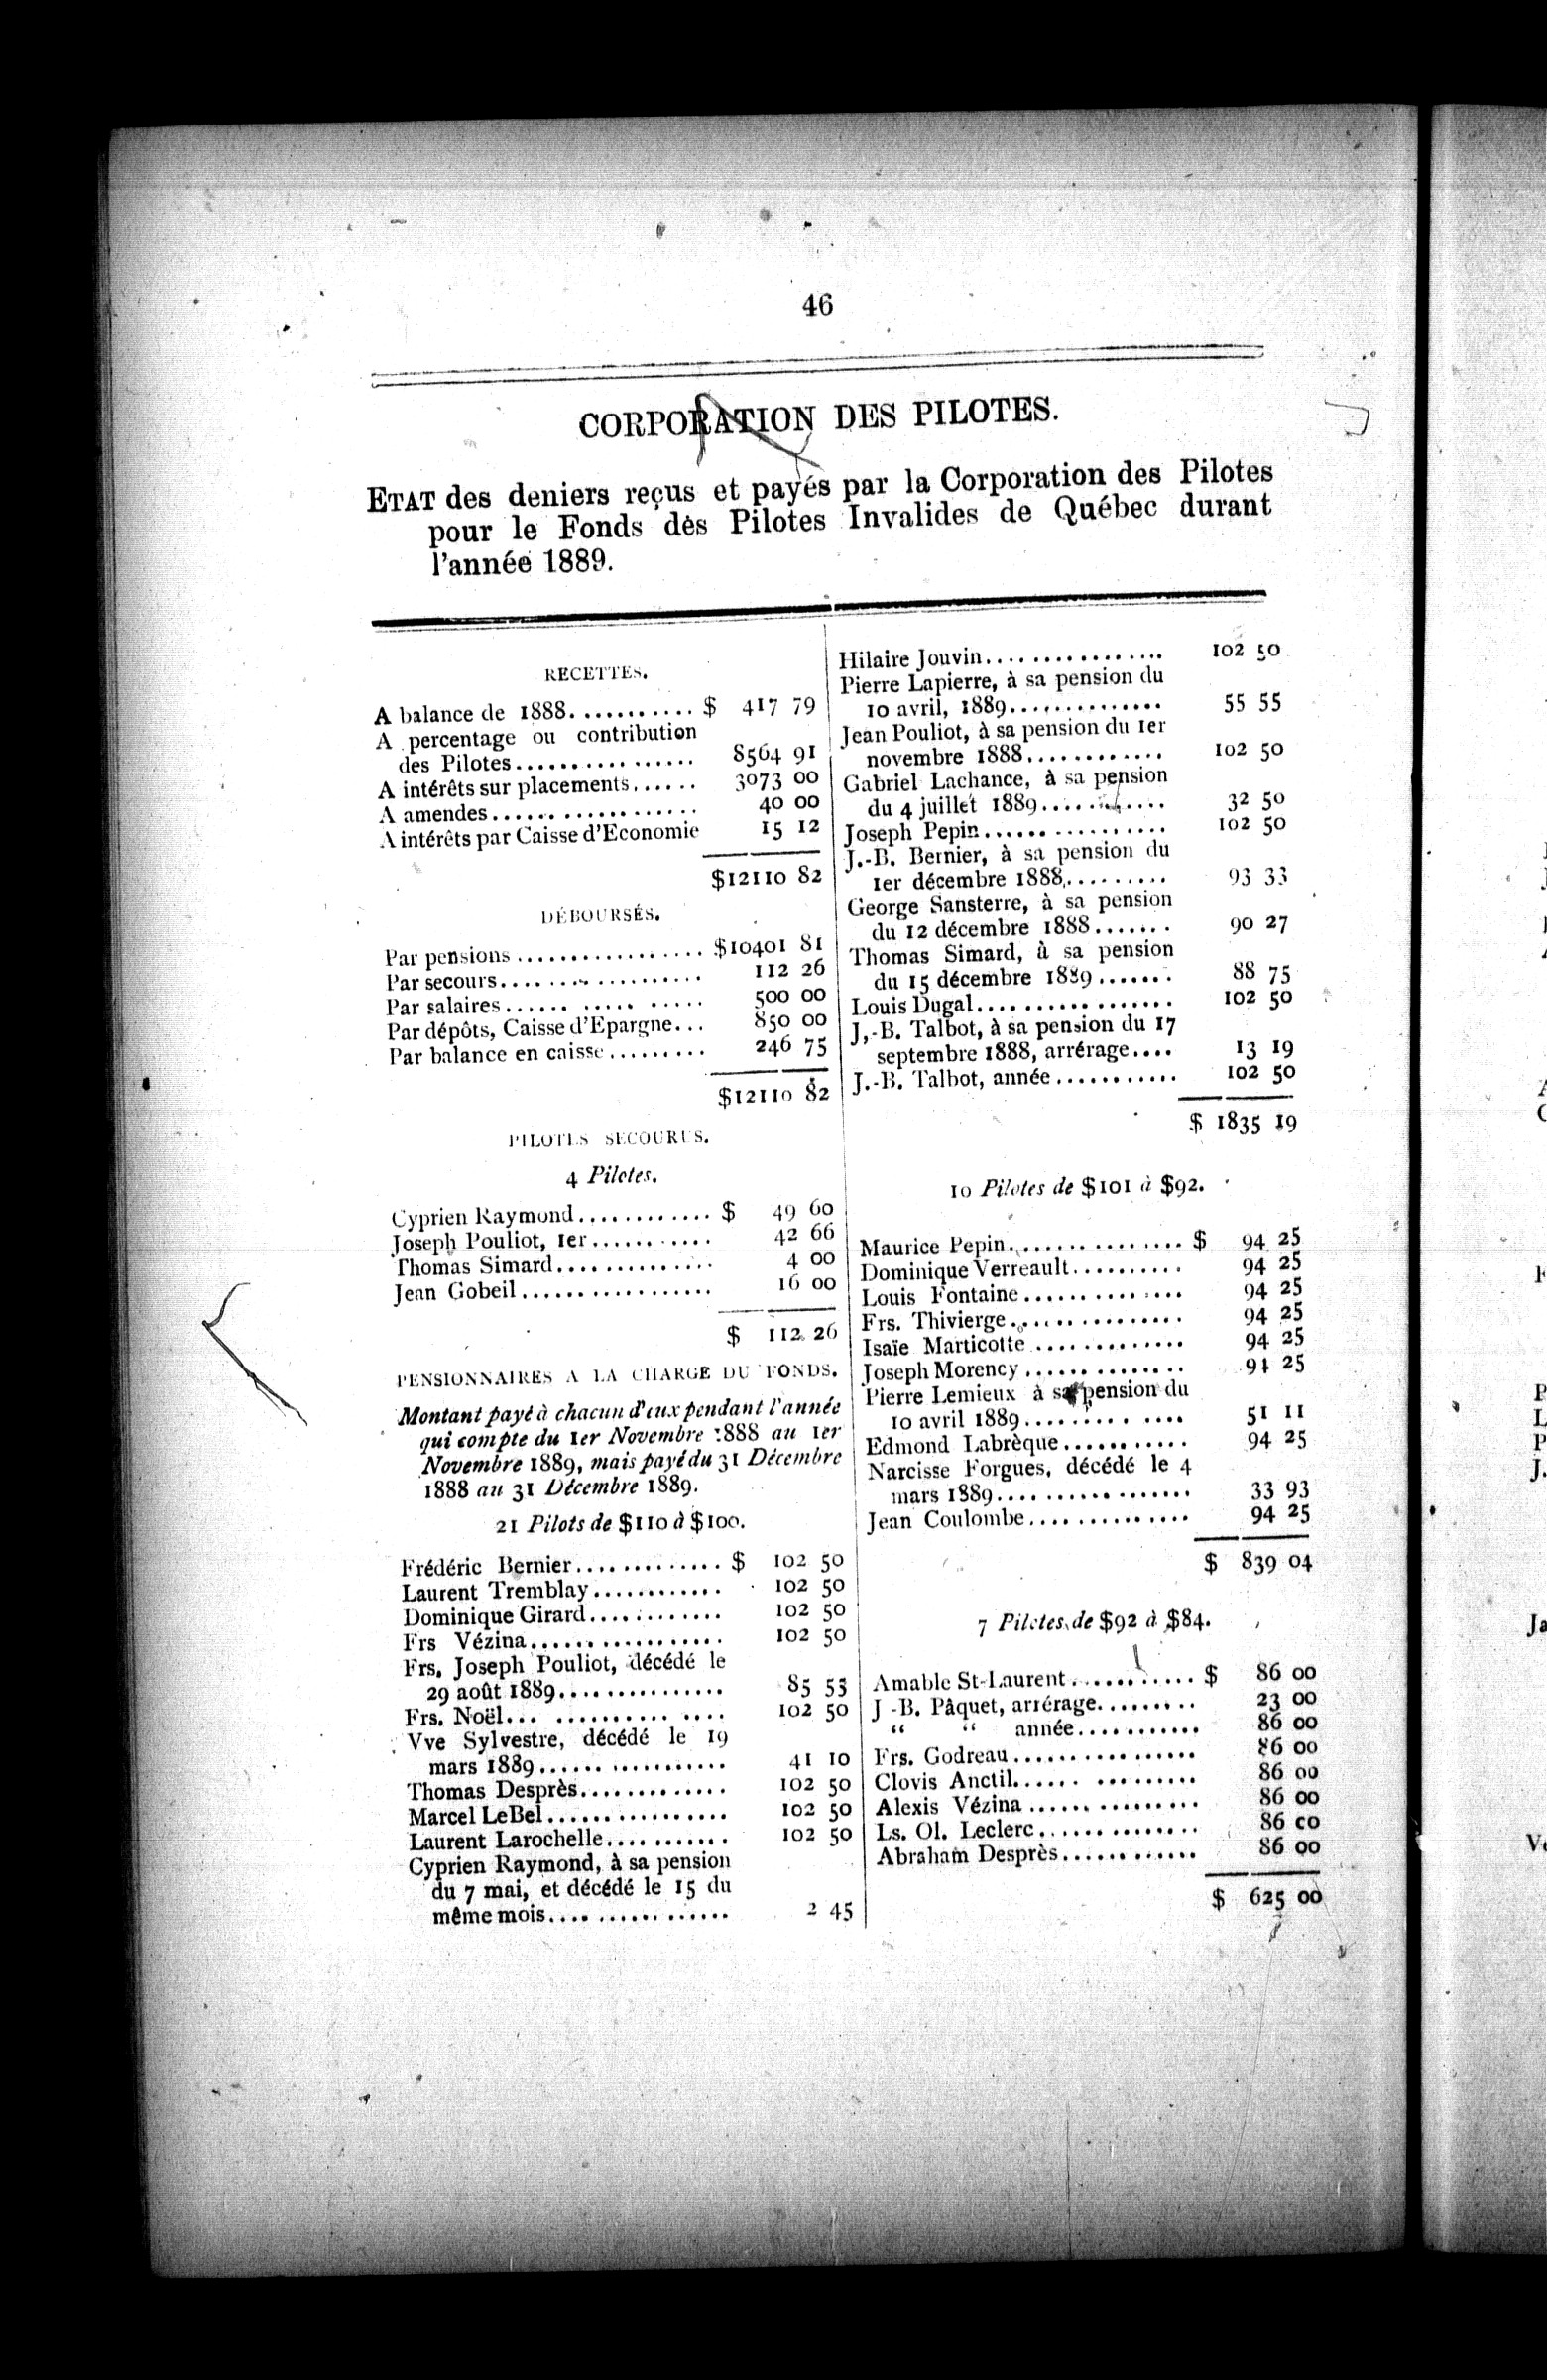 46
CORPORATION DES PILOTES.
ETAT des deniers reçus et payés par la Corporation des Pilotes
pour le Fonds des Pilotes Invalides de Québec durant
l'année 1889.
RECETTES.
A balance de 1888........... $ 417 79
A percentage ou contribution
des Pilotes................ 8564 91
A intérêts sur placements...... 3073 00
A amendes.................. 40 00
A intérêts par Caisse d'Economie 15 12
$12110 82
DÉBOURSÉS.
Par pensions ................. $10401 81
Par secours................... 112 26
Par salaires...... ..... ..... 500 00
Par dépôts, Caisse d'Epargne... 850 00
Par balance en caisse......... 246 75
$12110 82
PILOTES SECOURUS.
4 Pilotes.
Cyprien Raymond............ $ 49 60
Joseph Pouliot, 1er........... 42 66
Thomas Simard.............. 4 00
Jean Gobeil................. 16 00
$ 112 26
PENSIONNAIRES A LA CHARGE DU FONDS.
Montant payé à chacun d'eux pendant l'année
qui compte du 1er Novembre 1888 au 1er
Novembre 1889, mais payé du 31 Décembre
1888 au 31 Décembre 1889.
21 Pilots de $110 à $100.
Frédéric Bernier............. $ 102 50
Laurent Tremblay............ 102 50
Dominique Girard............ 102 50
Frs Vézina................. 102 50
Frs. Joseph Pouliot, décédé le
29 août 1889............... 85 53
Frs. Noël... .......... .... 102 50
Vve Sylvestre, décédé le 19
mars 1889................. 41 10
Thomas Desprès............. 102 50
Marcel LeBel................ 102 50
Laurent Larochelle........... 102 50
Cyprien Raymond, à sa pension
du 7 mai, et décédé le 15 du
même mois................ 2 45
Hilaire Jouvin................ 102 50
Pierre Lapierre, à sa pension du
10 avril, 1889.............. 55 55
Jean Pouliot, à sa pension du 1er
novembre 1888............ 102 50
Gabriel Lachance, à sa pension
du 4 juillet 1889........... 32 50
Joseph Pepin................ 102 50
J.-B. Bernier, à sa pension du
1er décembre 1888.......... 93 33
George Sansterre, à sa pension
du 12 décembre 1888....... 90 27
Thomas Simard, à sa pension
du 15 décembre 1889....... 88 75
Louis Dugal.................. 102 50
J,-B. Talbot, à sa pension du 17
septembre 1888, arrérage.... 13 19
J.-B. Talbot, année........... 102 50
$ 1835 19
10 Pilotes de $101 à $92.
Maurice Pepin................ $ 94 25
Dominique Verreault.......... 94 25
Louis Fontaine.............. 94 25
Frs. Thivierge............... 94 25
Isaïe Marticotte............. 94 25
Joseph Morency.............. 94 25
Pierre Lemieux à sa pension du
10 avril 1889.......... .... 51 11
Edmond Labrèque........... 94 25
Narcisse Forgues, décédé le 4
mars 1889.................. 33 93
Jean Coulombe.............. 94 25
$ 839 04
7 Pilotes de $92 à $84.
Amable St-Laurent........... $ 86 00
J -B. Pâquet, arrérage......... 23 00
“ “ année........... 86 00
Frs. Godreau................ 86 00
Clovis Anctil...... ......... 86 00
Alexis Vézina............... 86 00
Ls. Ol. Leclerc.............. 86 00
Abraham Desprès............ 86 00
$ 625 00